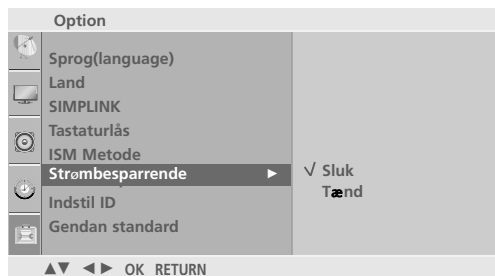 Option
Sprog(language)
Land
SIMPLINK
Tastaturlås
ISM Metode
Strømbesparrende ►
√ Sluk
Tænd
Indstil ID
Gendan standard
▲▼ ◄► OK RETURN